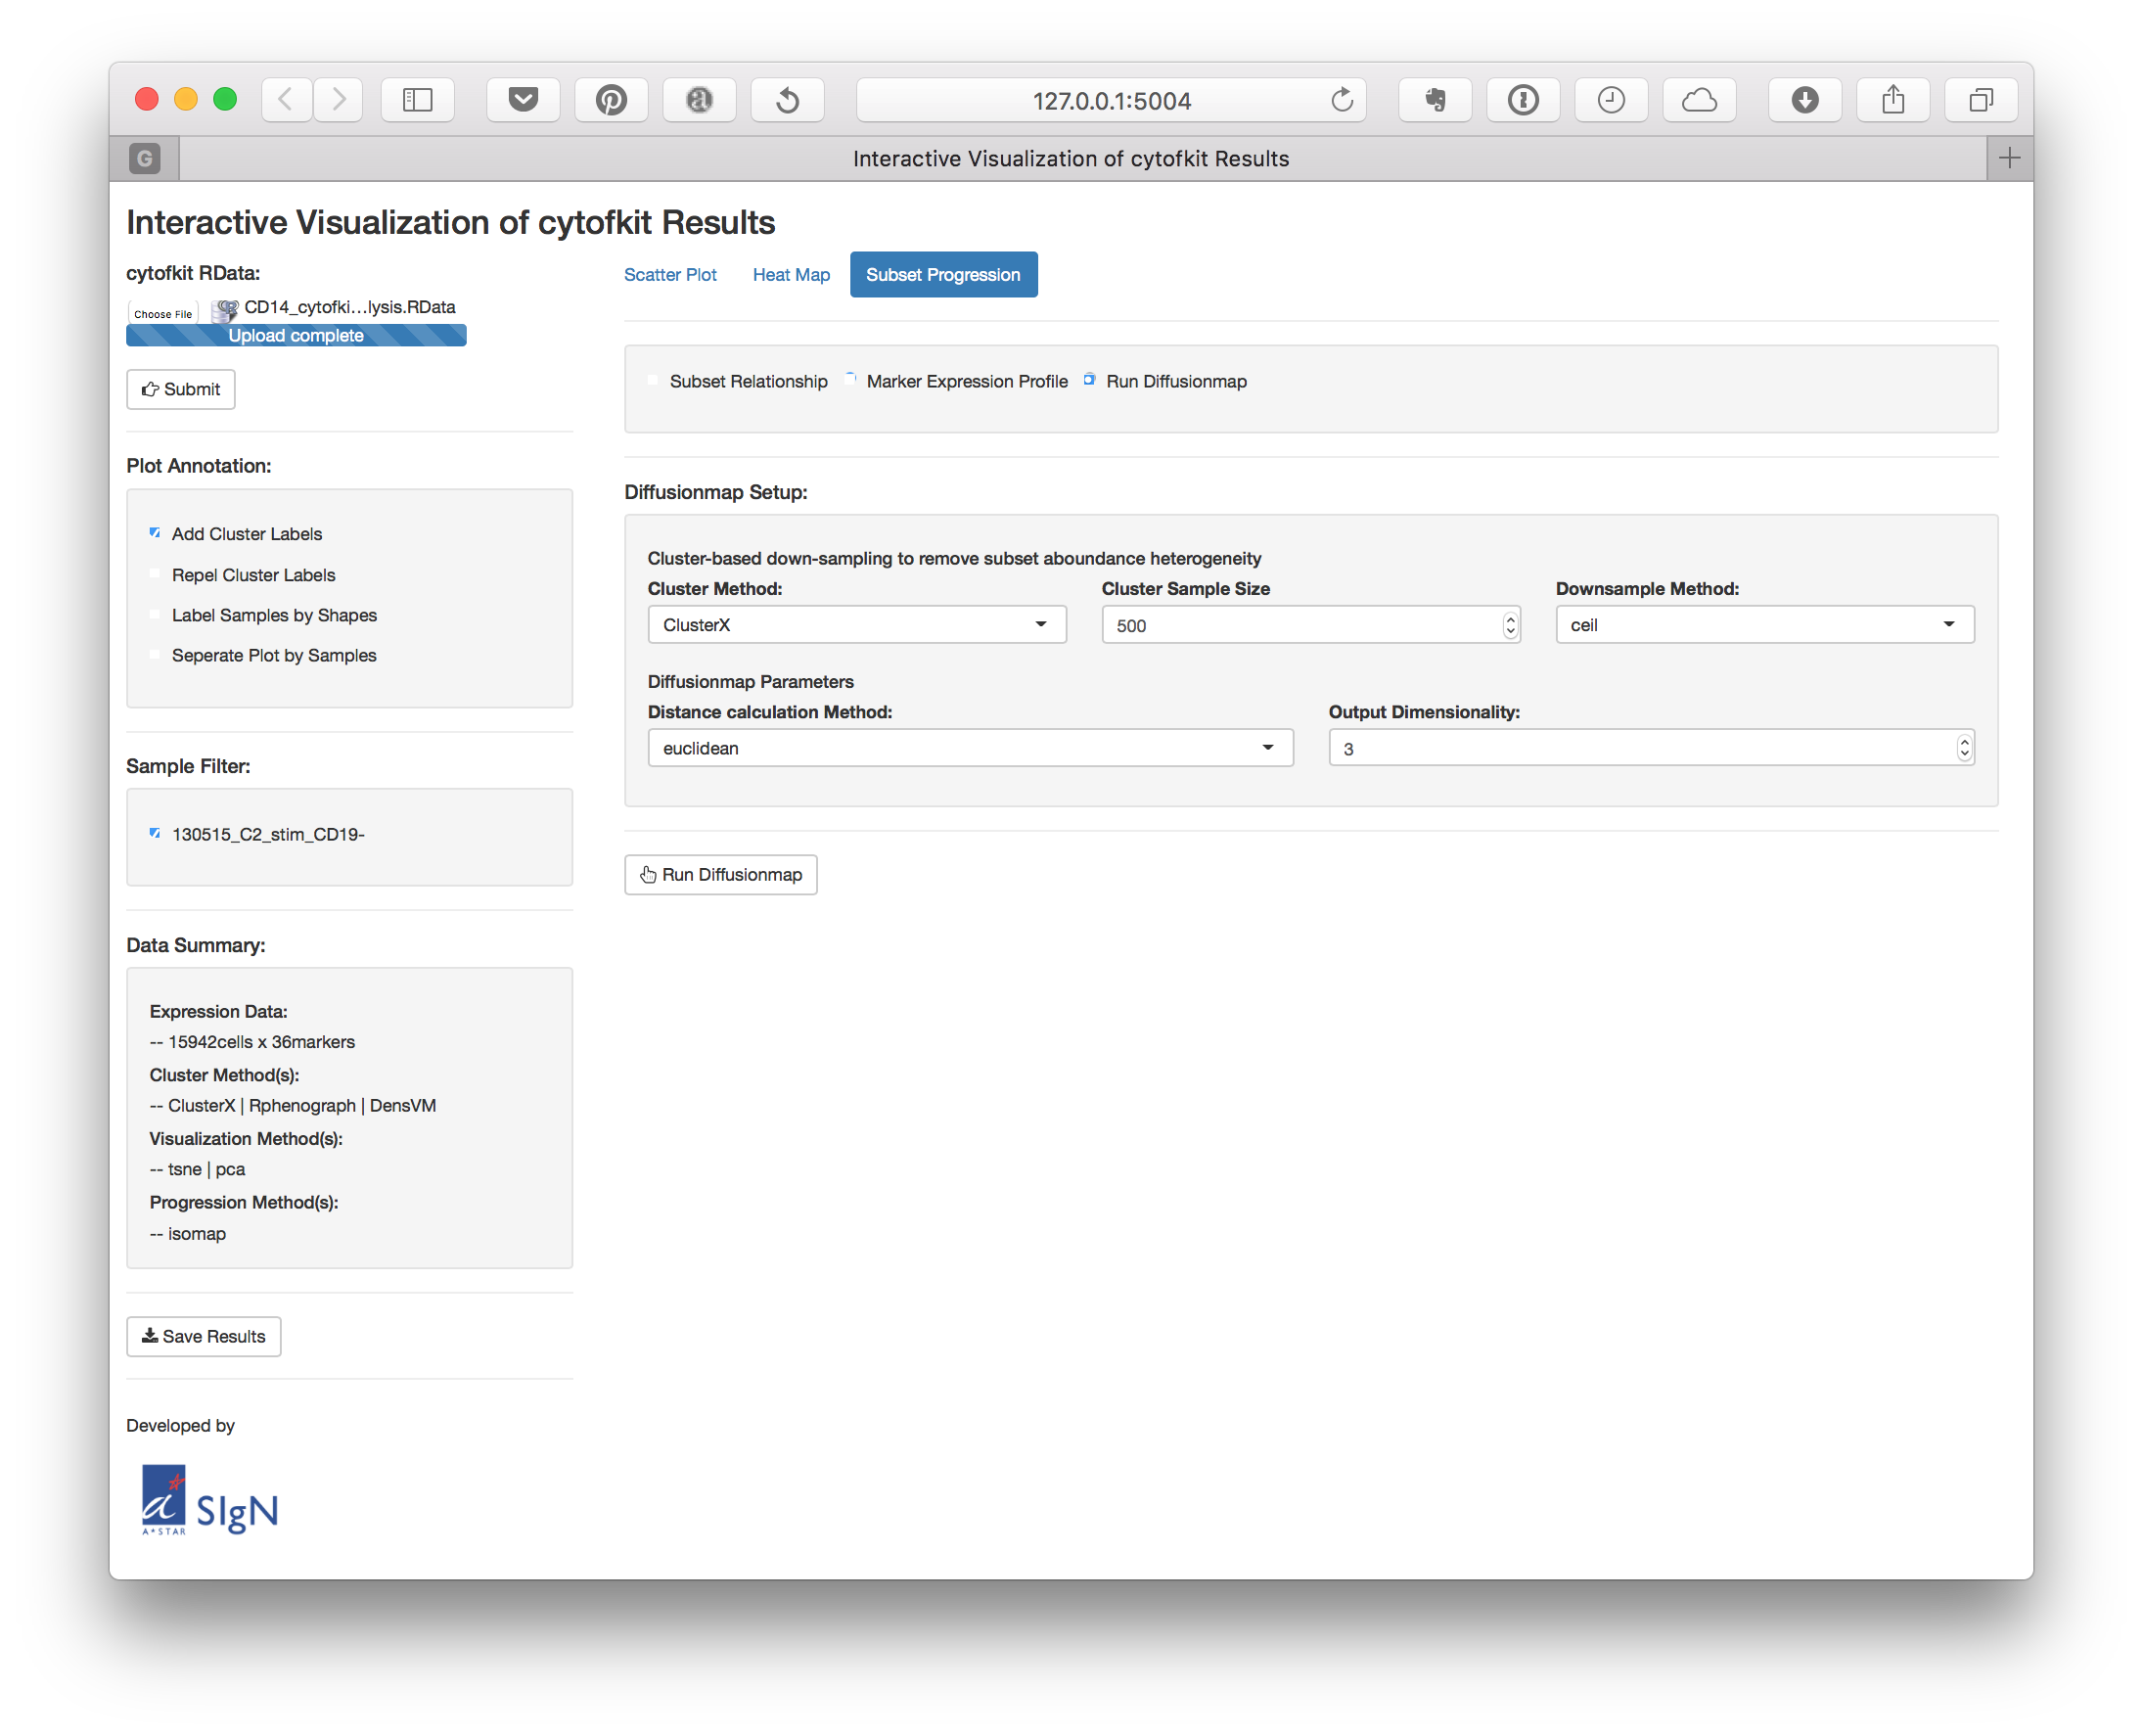 127.0.0.1:5004
G
Interactive Visualization of cytofkit Results
Interactive Visualization of cytofkit Results
cytofkit RData:
Choose File CD14_cytofki...lysis.RData
Upload complete
Submit
Plot Annotation:
Add Cluster Labels
Repel Cluster Labels
Label Samples by Shapes
Seperate Plot by Samples
Sample Filter:
130515_C2_stim_CD19-
Data Summary:
Expression Data:
-- 15942cells x 36markers
Cluster Method(s):
-- ClusterX | Rphenograph | DensVM
Visualization Method(s):
-- tsne | pca
Progression Method(s):
-- isomap
Save Results
Developed by
a
A*STAR
SIgN
Scatter Plot Heat Map Subset Progression
Subset Relationship Marker Expression Profile Run Diffusionmap
Diffusionmap Setup:
Cluster-based down-sampling to remove subset aboundance heterogeneity
Cluster Method: Cluster Sample Size Downsample Method:
ClusterX 500 ceil
Diffusionmap Parameters
Distance calculation Method: Output Dimensionality:
euclidean 3
Run Diffusionmap